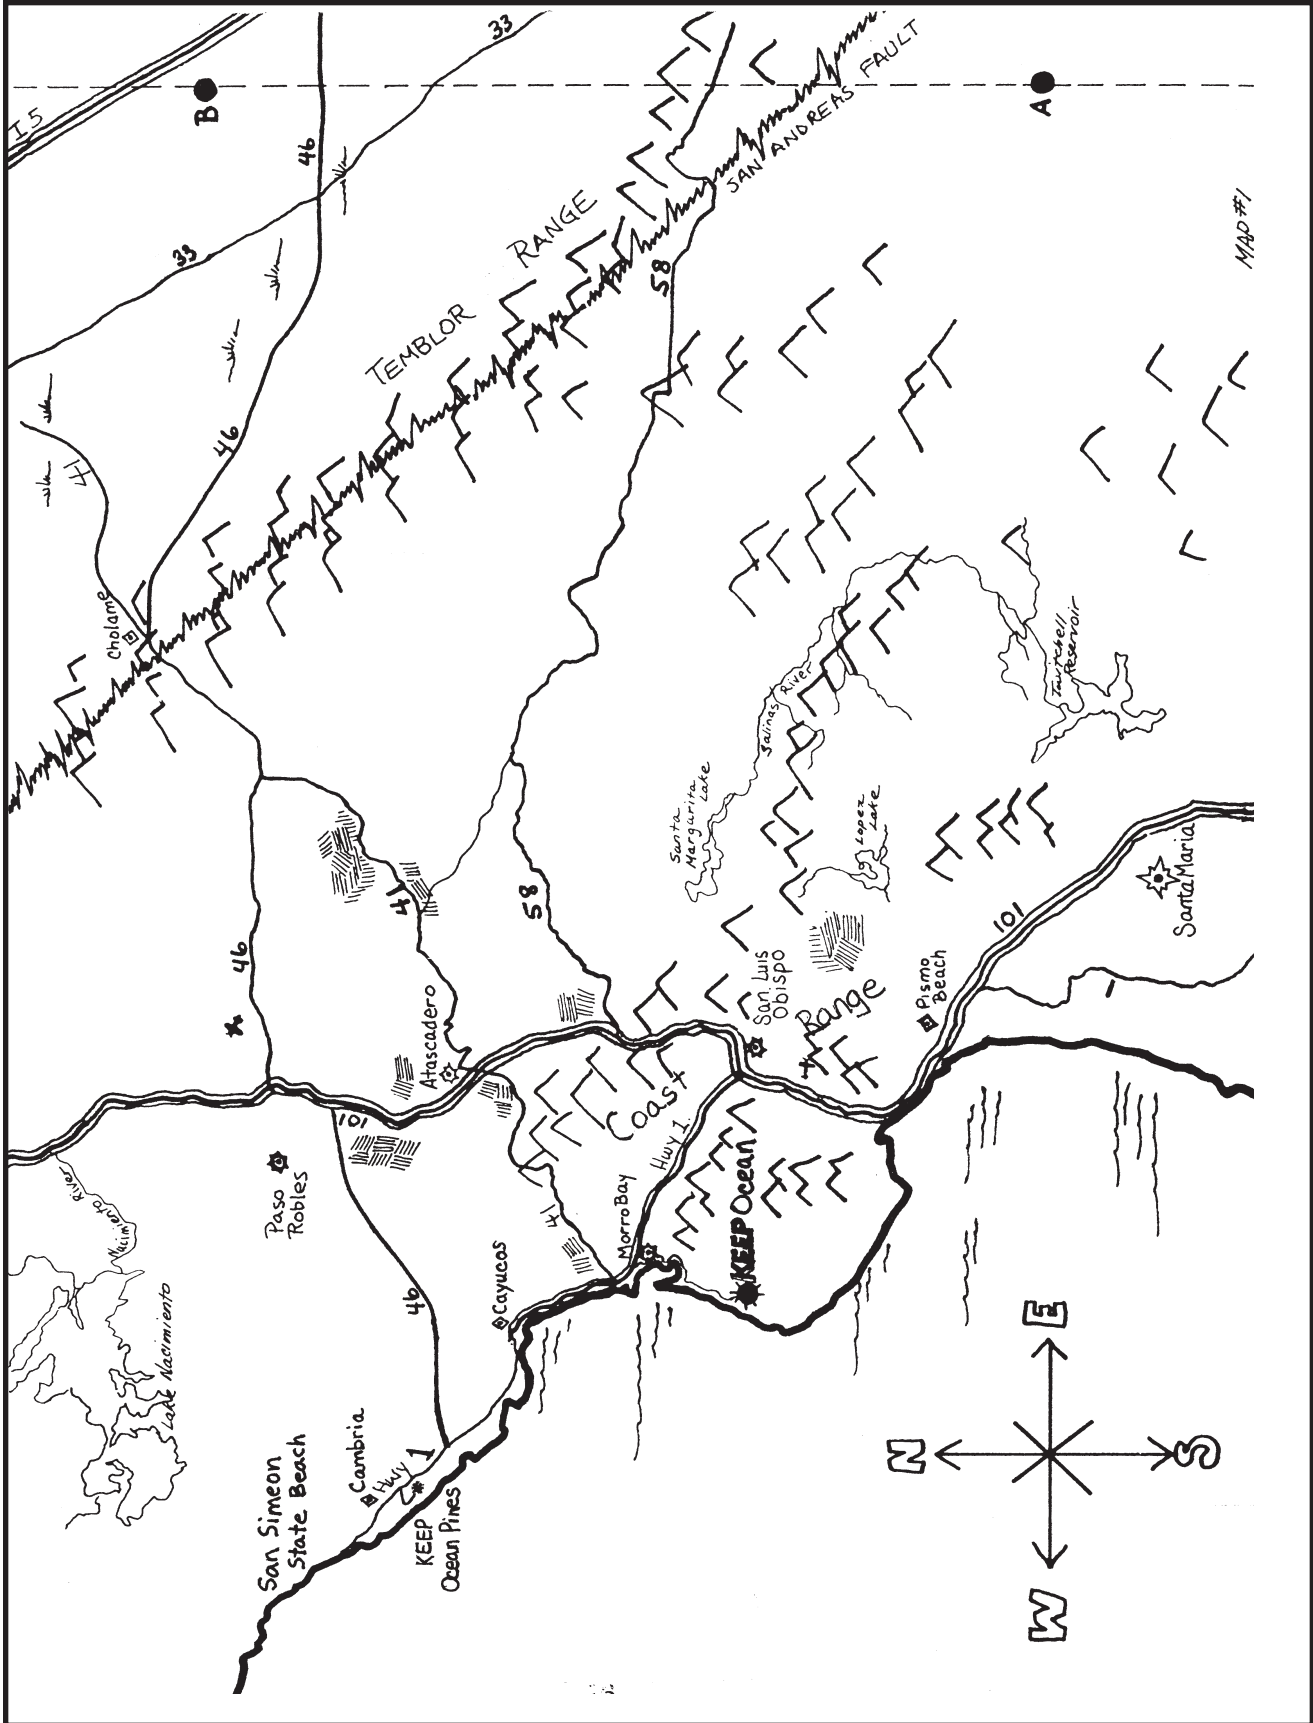 I 5
33
B
46
33
46
41
Cholame
TEMBLOR
RANGE
SAN ANDREAS FAULT
58
A
MAP #1
46
41
58
Santa
Margarita
Lake
Salinas River
Lopez
Lake
Twitchell
Reservoir
Atascadero
101
Paso
Robles
Nacimiento River
Lake Nacimiento
San Luis
Obispo
Coast
Range
Pismo
Beach
101
Santa Maria
Hwy 1
Morro Bay
41
KEEP Ocean
Cayucos
46
Cambria
Hwy 1
San Simeon
State Beach
KEEP
Ocean Pines
N
E
S
W